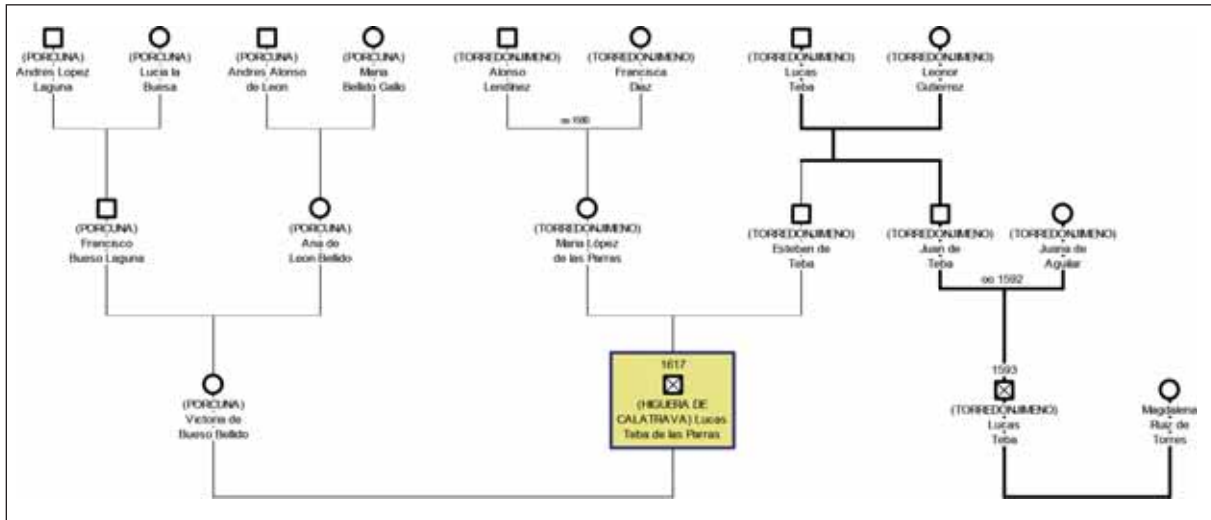 (PORCUNA)
Andres Lopez
Laguna
(PORCUNA)
Lucia la
Buesa
(PORCUNA)
Andres Alonso
de Leon
(PORCUNA)
Maria
Bellido Gallo
(TORREDONJIMENO)
Alonso
Lendinez
(TORREDONJIMENO)
Francisca
Diaz
(TORREDONJIMENO)
Lucas
Teba
(TORREDONJIMENO)
Leonor
Gutierrez
(PORCUNA)
Francisco
Bueso Laguna
(PORCUNA)
Ana de
Leon Bellido
(TORREDONJIMENO)
Maria López
de las Parras
(TORREDONJIMENO)
Esteban de
Teba
(TORREDONJIMENO)
Juan de
Teba
(TORREDONJIMENO)
Juana de
Aguilar
oo 1592
(PORCUNA)
Victoria de
Bueso Bellido
1617
(HIGUERA DE
CALATRAVA) Lucas
Teba de las Parras
1593
(TORREDONJIMENO)
Lucas
Teba
Magdalena
Ruiz de
Torres